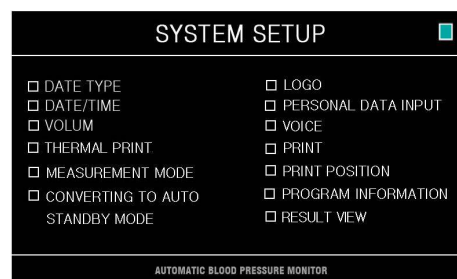 SYSTEM SETUP
DATE TYPE
DATE/TIME
VOLUM
THERMAL PRINT.
MEASUREMENT MODE
CONVERTING TO AUTO
STANDBY MODE
LOGO
PERSONAL DATA INPUT
VOICE
PRINT
PRINT POSITION
PROGRAM INFORMATION
RESULT VIEW
AUTOMATIC BLOOD PRESSURE MONITOR